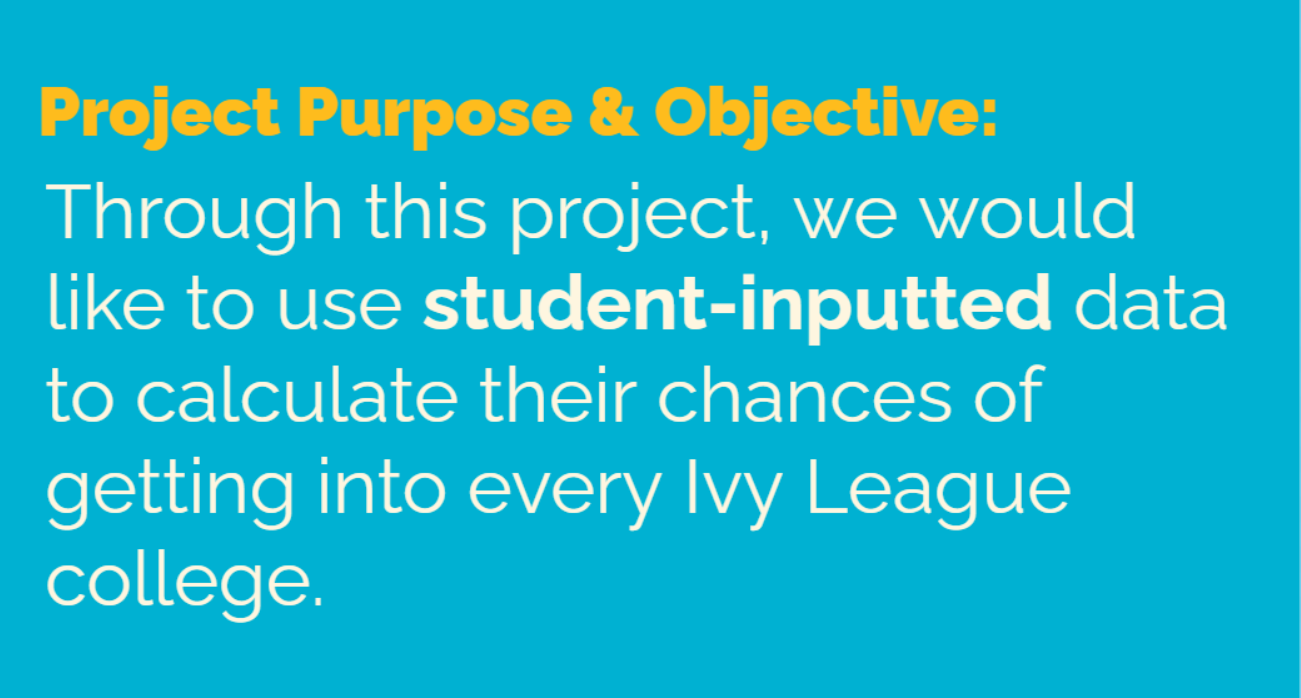 Project Purpose & Objective:
Through this project, we would
like to use student-inputted data
to calculate their chances of
getting into every Ivy League
college.